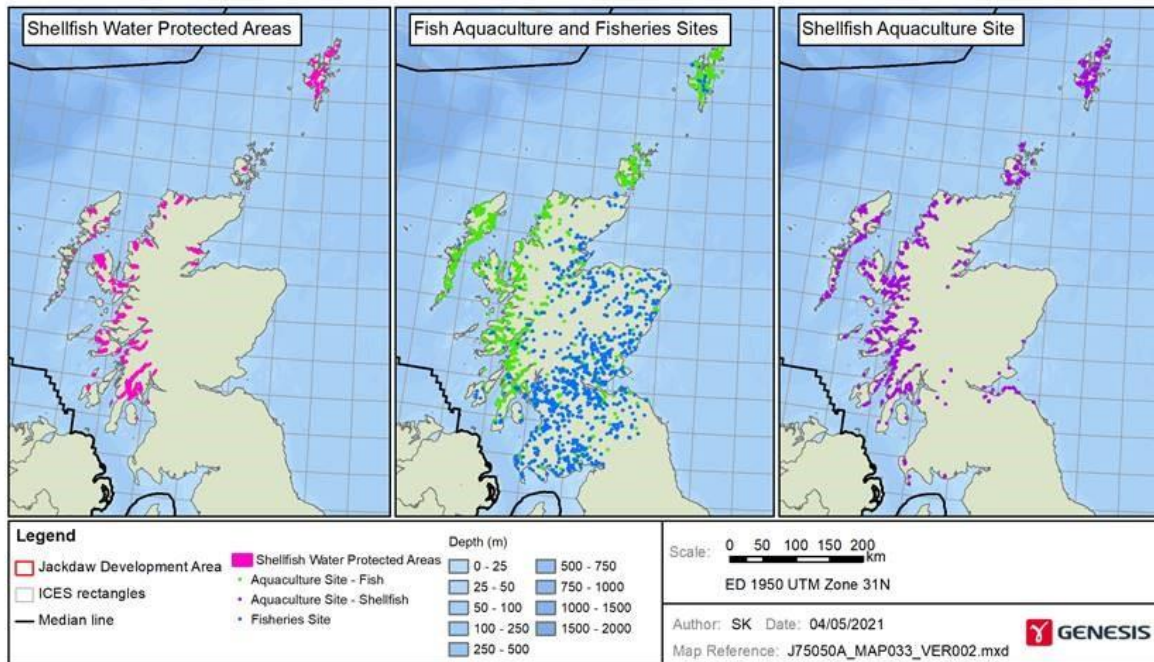 Shellfish Water Protected Areas
Fish Aquaculture and Fisheries Sites
Shellfish Aquaculture Site
Legend
Jackdaw Development Area
ICES rectangles
Median line
Shellfish Water Protected Areas
Aquaculture Site - Fish
Aquaculture Site - Shellfish
Fisheries Site
Depth (m)
0 - 25
25 - 50
50 - 100
100 - 250
250 - 500
500 - 750
750 - 1000
1000 - 1500
1500 - 2000
Scale: 0 50 100 150 200
km
ED 1950 UTM Zone 31N
Author: SK Date: 04/05/2021
Map Reference: J75050A_MAP033_VER002.mxd
GENESIS